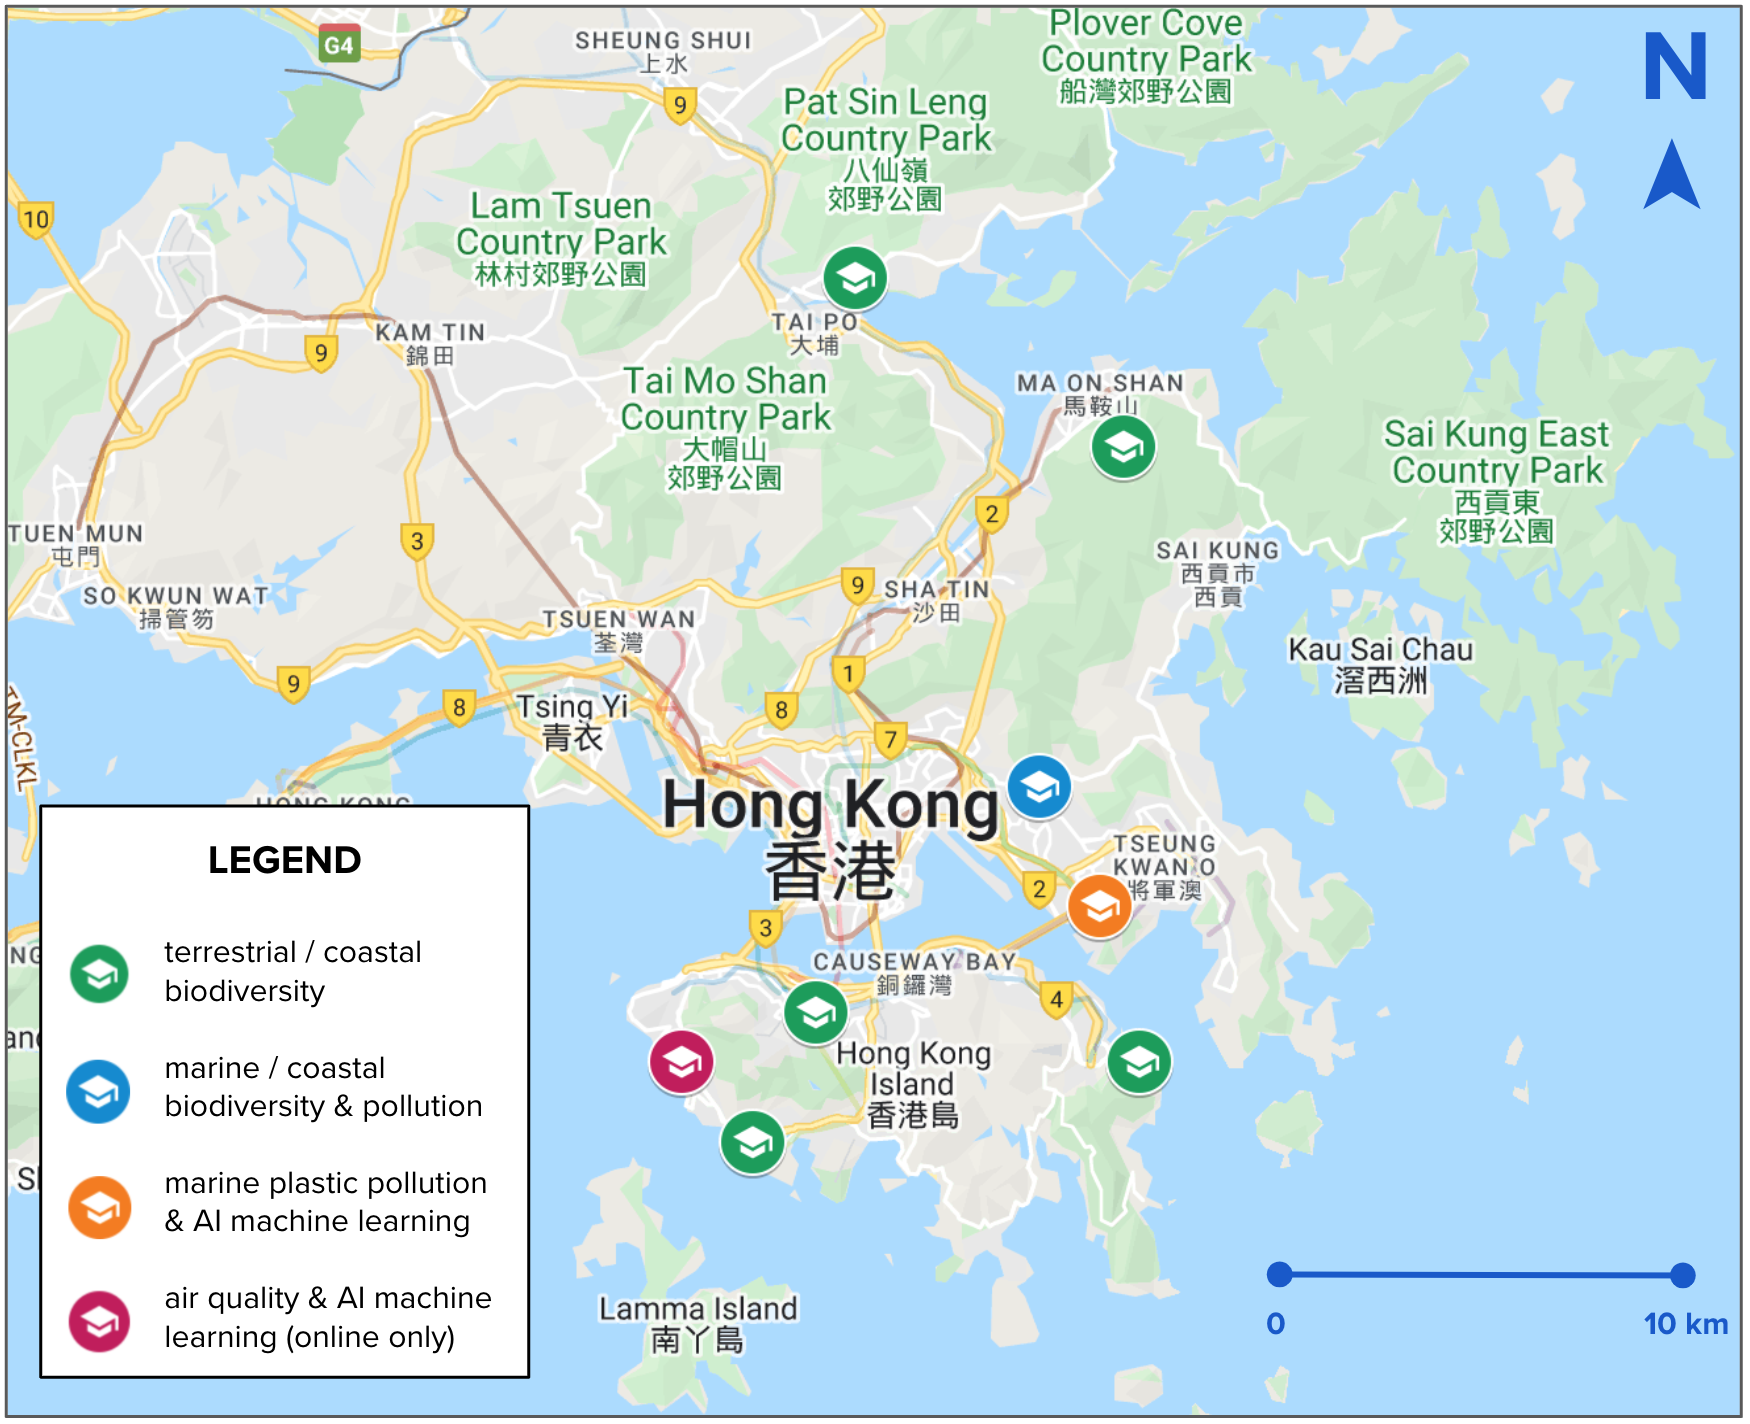 Plover Cove
Country Park
船灣郊野公園
N
G4
SHEUNG SHUI
上水
9
Pat Sin Leng
Country Park
八仙嶺
郊野公園
10
Lam Tsuen
Country Park
林村郊野公園
TAI PO
大埔
KAM TIN
錦田
9
Tai Mo Shan
Country Park
大帽山
郊野公園
MA ON SHAN
馬鞍山
Sai Kung East
Country Park
西貢東
郊野公園
2
TUEN MUN
屯門
3
SAI KUNG
西貢市
西貢
SO KWUN WAT
掃管笏
9
SHA TIN
沙田
TSUEN WAN
荃灣
Kau Sai Chau
滘西洲
9
1
8
Tsing Yi
青衣
8
7
TM-CLKL
HONG KONG
Hong Kong
香港
TSEUNG
KWAN O
將軍澳
2
3
CAUSEWAY BAY
銅鑼灣
4
Hong Kong
Island
香港島
Lamma Island
南丫島
LEGEND
terrestrial / coastal
biodiversity
marine / coastal
biodiversity & pollution
marine plastic pollution
& AI machine learning
air quality & AI machine
learning (online only)
0
10 km